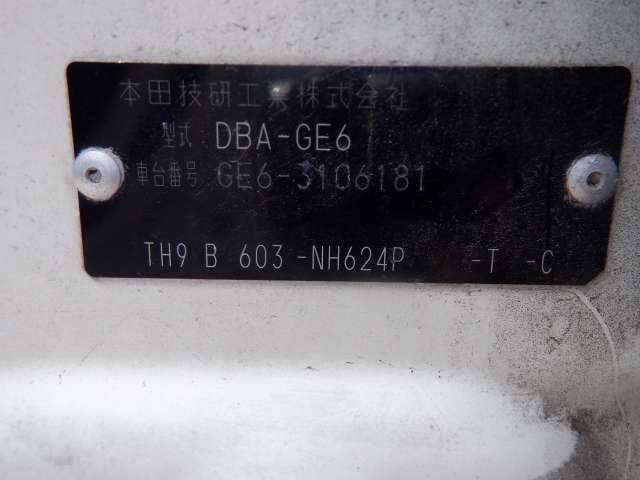 本田技研工業株式会社
型式 DBA-GE6
車台番号 GE6-3106181
TH9 B 603-NH624P -T -C